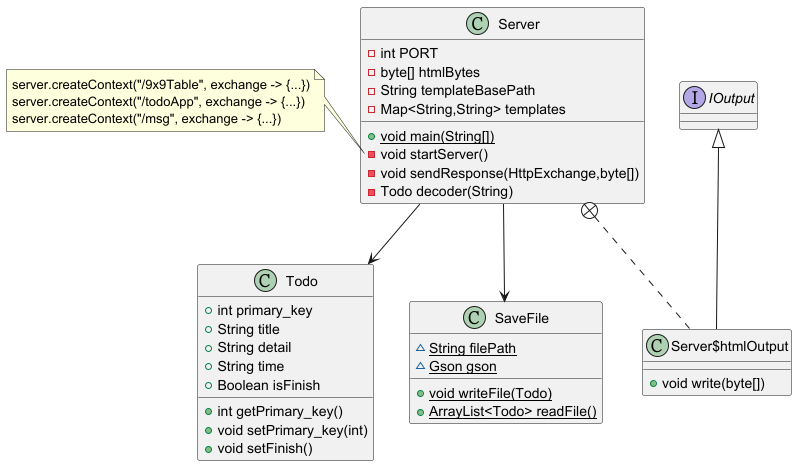 C Server
int PORT
byte[] htmlBytes
String templateBasePath
Map<String,String> templates
void main(String[])
void startServer()
void sendResponse(HttpExchange,byte[])
Todo decoder(String)
server.createContext("/9x9Table", exchange -> {...})
server.createContext("/todoApp", exchange -> {...})
server.createContext("/msg", exchange -> {...})
I IOutput
C Todo
int primary_key
String title
String detail
String time
Boolean isFinish
int getPrimary_key()
void setPrimary_key(int)
void setFinish()
C SaveFile
String filePath
Gson gson
void writeFile(Todo)
ArrayList<Todo> readFile()
C Server$htmlOutput
void write(byte[])